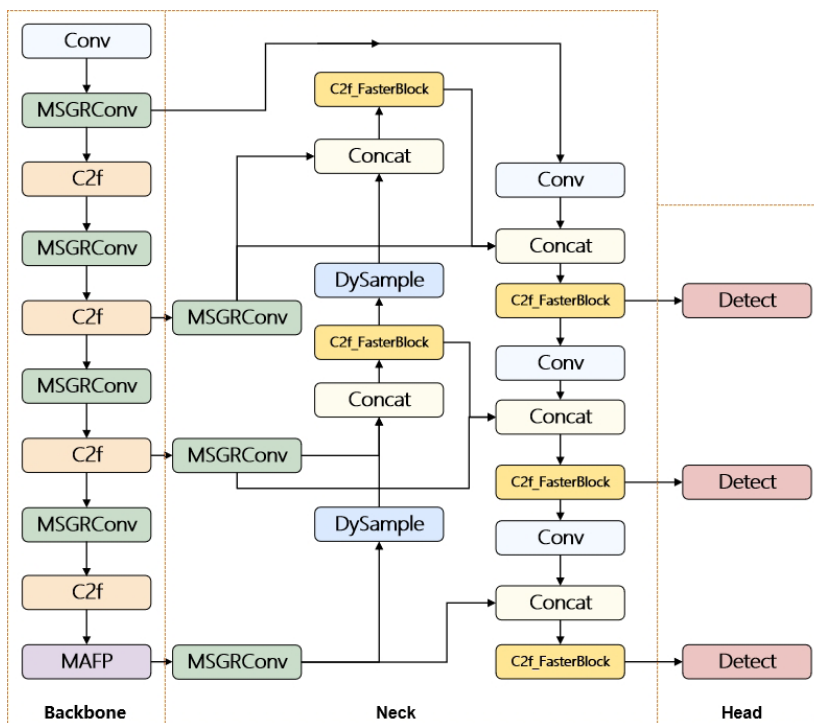 Conv
MSGRConv
C2f
MSGRConv
C2f
MSGRConv
C2f
MSGRConv
C2f
MAFP
Backbone
C2f_FasterBlock
Concat
DySample
MSGRConv
C2f_FasterBlock
Concat
MSGRConv
DySample
MSGRConv
Conv
Concat
C2f_FasterBlock
Conv
Concat
C2f_FasterBlock
Conv
Concat
C2f_FasterBlock
Neck
Detect
Detect
Detect
Head